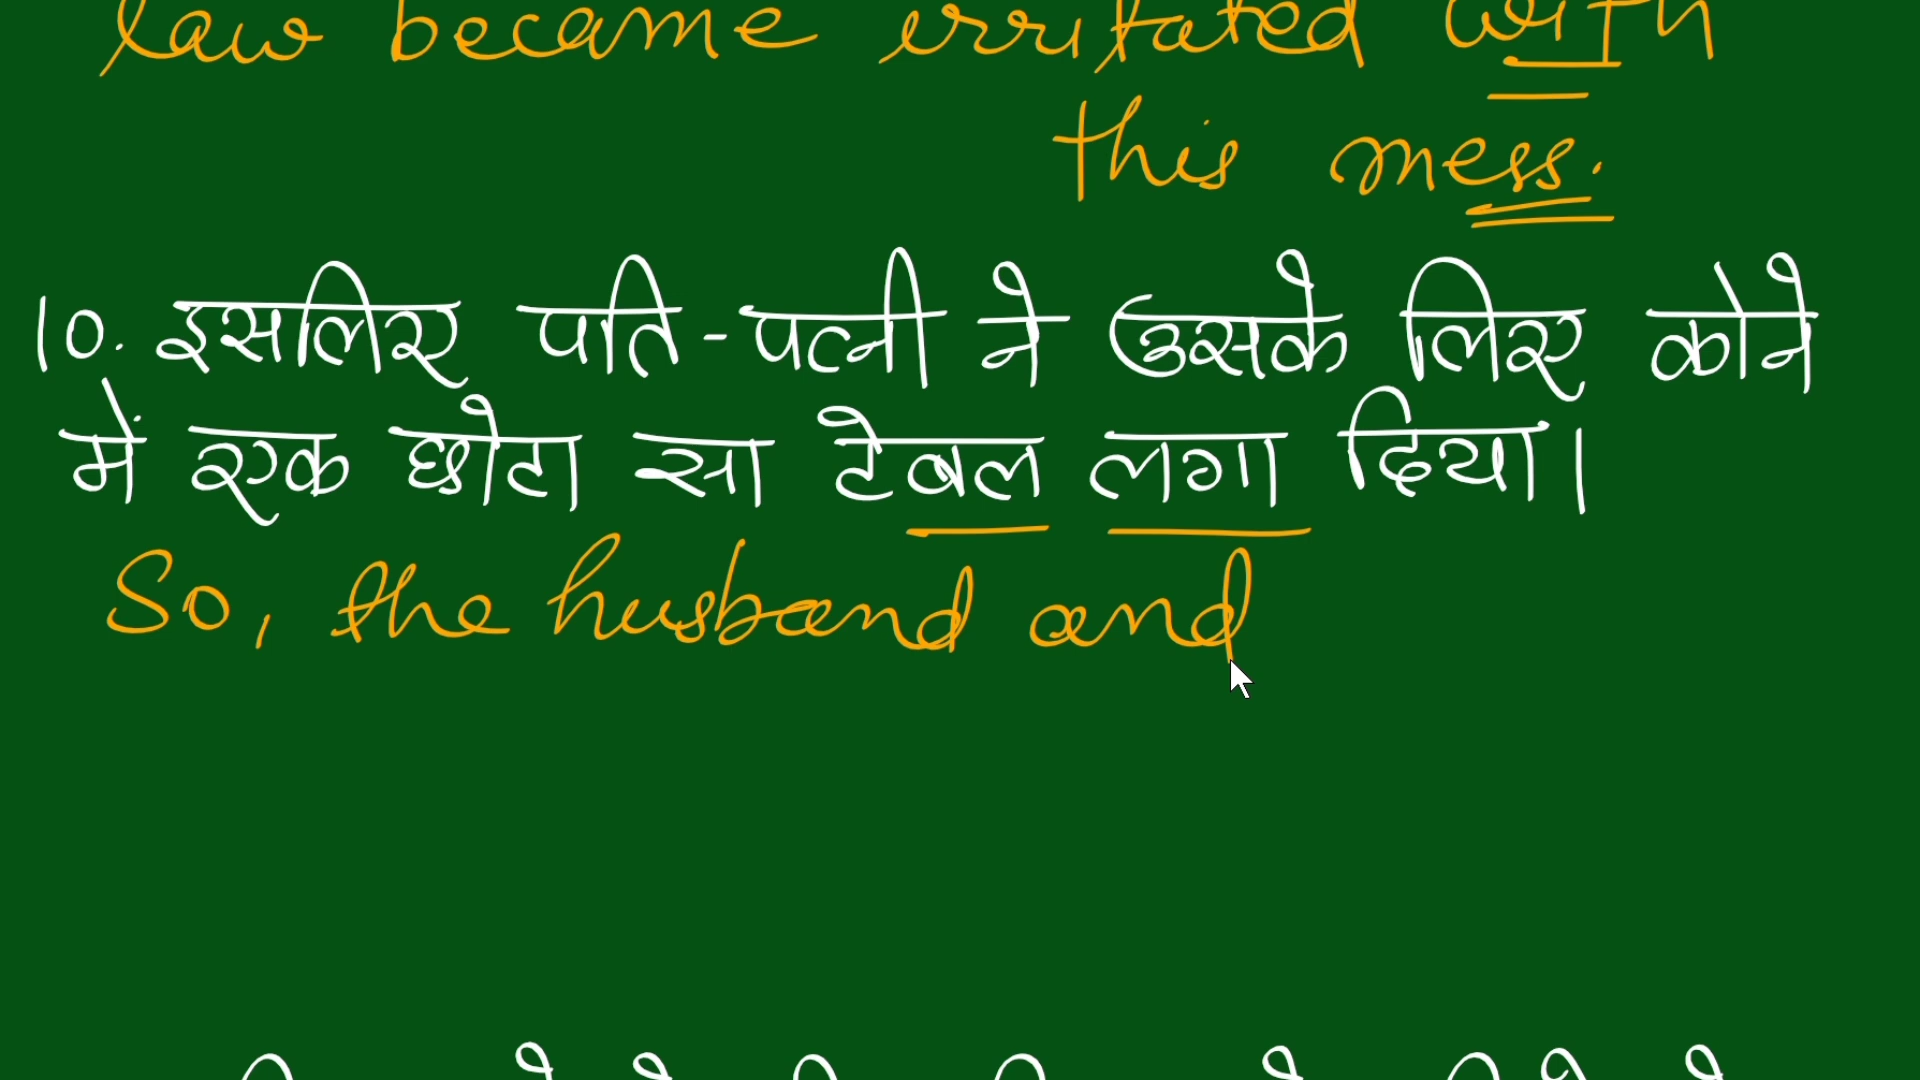 law became irritated with
this mess.
10. इसलिए पति-पत्नी ने उसके लिए कोने
में एक छोटा सा टेबल लगा दिया।
So, the husband and